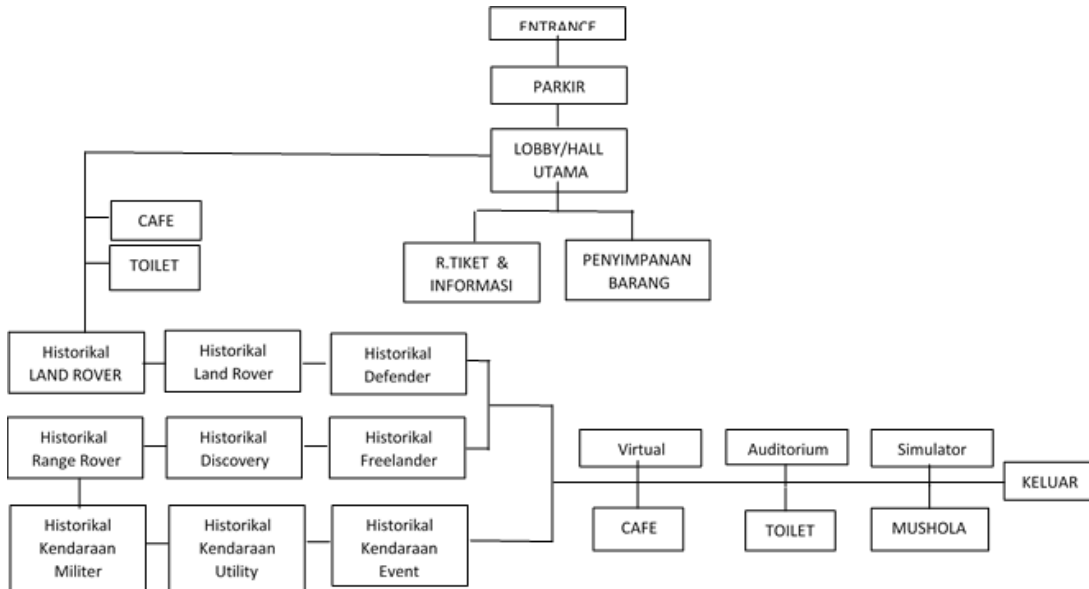 ENTRANCE
PARKIR
LOBBY/HALL
UTAMA
CAFE
TOILET
R.TIKET &
INFORMASI
PENYIMPANAN
BARANG
Historikal
LAND ROVER
Historikal
Land Rover
Historikal
Defender
Historikal
Range Rover
Historikal
Discovery
Historikal
Freelander
Historikal
Kendaraan
Militer
Historikal
Kendaraan
Utility
Historikal
Kendaraan
Event
Virtual
Auditorium
Simulator
KELUAR
CAFE
TOILET
MUSHOLA